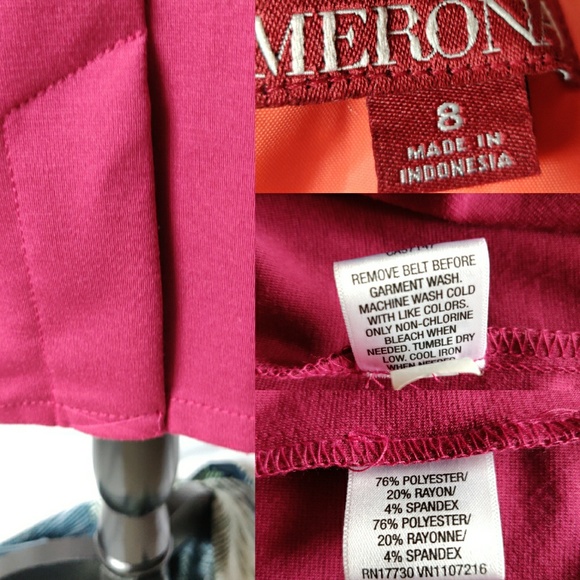 MERONA
8
MADE IN
INDONESIA
REMOVE BELT BEFORE
GARMENT WASH.
MACHINE WASH COLD
WITH LIKE COLORS.
ONLY NON-CHLORINE
BLEACH WHEN
NEEDED. TUMBLE DRY
LOW. COOL IRON
WHEN NEEDED
76% POLYESTER/
20% RAYON/
4% SPANDEX
76% POLYESTER/
20% RAYONNE/
4% SPANDEX
RN17730 VN1107216